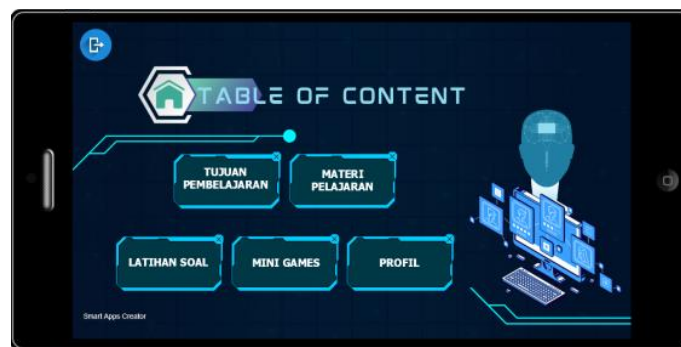 TABLE OF CONTENT
TUJUAN
PEMBELAJARAN
MATERI
PELAJARAN
LATIHAN SOAL
MINI GAMES
PROFIL
Smart Apps Creator